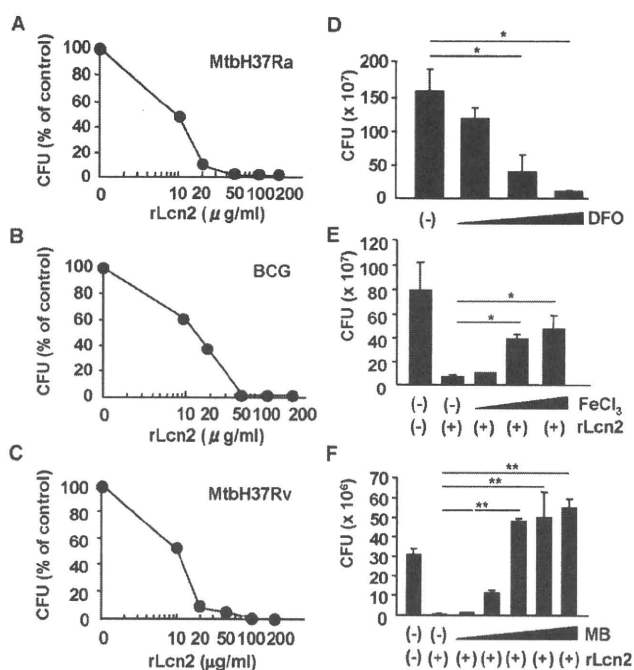 A
MtbH37Ra
CFU (% of control)
100
80
60
40
20
0
0 10 20 50 100 200
rLcn2 (μg/ml)
B
BCG
CFU (% of control)
100
80
60
40
20
0
0 10 20 50 100 200
rLcn2 (μg/ml)
C
MtbH37Rv
CFU (% of control)
100
80
60
40
20
0
0 10 20 50 100 200
rLcn2 (μg/ml)
D
*
*
CFU (x 10⁷)
200
150
100
50
0
(-) DFO
E
*
*
CFU (x 10⁷)
120
100
80
60
40
20
0
(-) (-) FeCl₃
(-) (+) (+) (+) (+) rLcn2
F
**
**
**
CFU (x 10⁶)
70
60
50
40
30
20
10
0
(-) (-) MB
(-) (+) (+) (+) (+) (+) (+) rLcn2